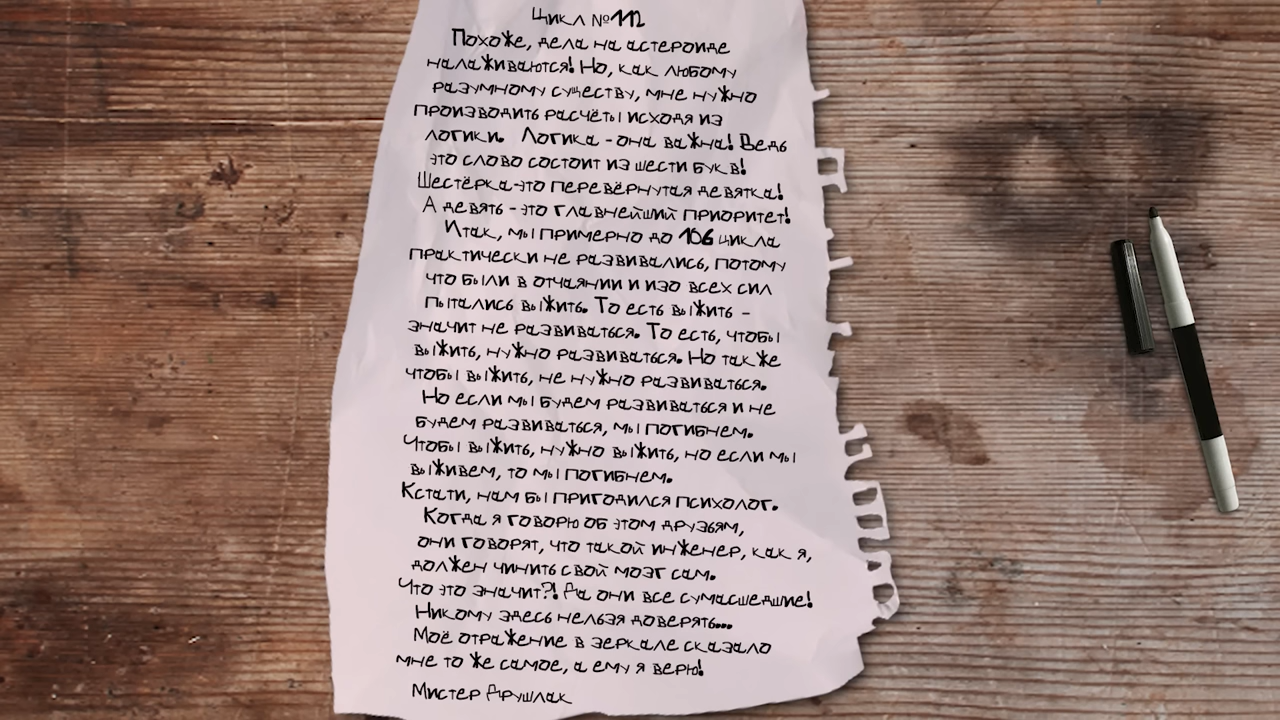 Цикл №112
Похоже, дела на астероиде
налаживаются! Но, как любому
разумному существу, мне нужно
производить расчёты исходя из
логики. Логика - она важна! Ведь
это слово состоит из шести букв!
Шестёрка-это перевёрнутая девятка!
А девять - это главнейший приоритет!
Итак, мы примерно до 106 цикла
практически не развивались, потому
что были в отчаянии и изо всех сил
пытались выжить. То есть выжить -
значит не развиваться. То есть, чтобы
выжить, нужно развиваться. Но так же
чтобы выжить, не нужно развиваться.
Но если мы будем развиваться и не
будем развиваться, мы погибнем.
Чтобы выжить, нужно выжить, но если мы
выживем, то мы погибнем.
Кстати, нам бы пригодился психолог.
Когда я говорю об этом друзьям,
они говорят, что такой инженер, как я,
должен чинить свой мозг сам.
Что это значит?! Да они все сумасшедшие!
Никому здесь нельзя доверять...
Моё отражение в зеркале сказало
мне то же самое, а ему я верю!
Мистер Друшлак